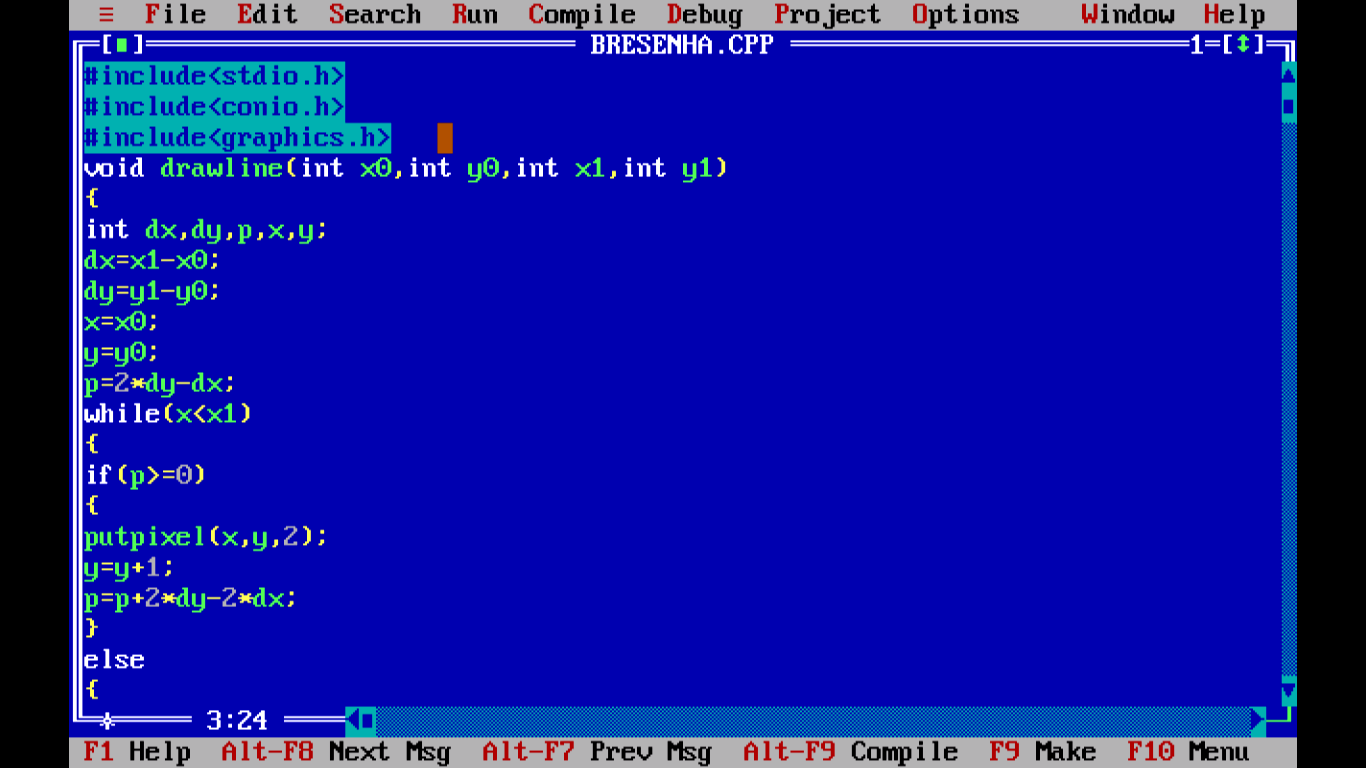 ≡ File Edit Search Run Compile Debug Project Options Window Help
[■] BRESENHA.CPP 1=[↕]
#include<stdio.h>
#include<conio.h>
#include<graphics.h>
void drawline(int x0,int y0,int x1,int y1)
{
int dx,dy,p,x,y;
dx=x1-x0;
dy=y1-y0;
x=x0;
y=y0;
p=2*dy-dx;
while(x<x1)
{
if(p>=0)
{
putpixel(x,y,2);
y=y+1;
p=p+2*dy-2*dx;
}
else
{
3:24
F1 Help Alt-F8 Next Msg Alt-F7 Prev Msg Alt-F9 Compile F9 Make F10 Menu